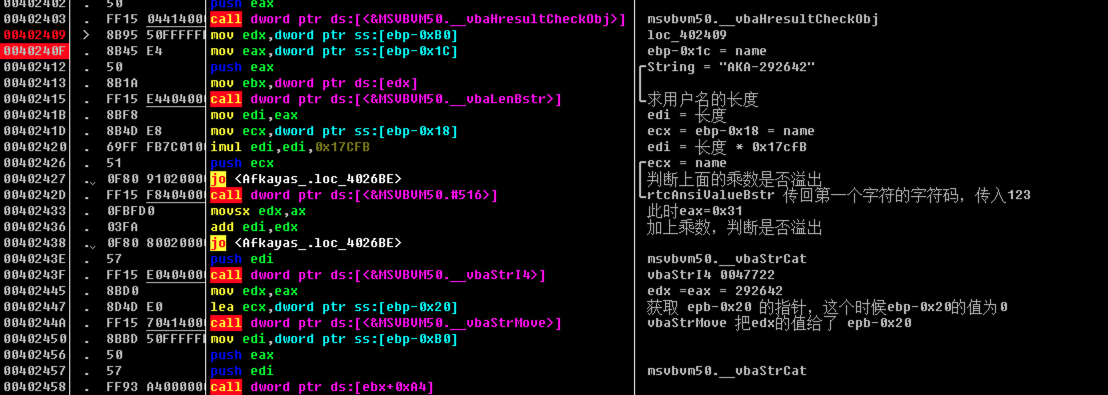 00402402 . 50 push eax
00402403 . FF15 04414000 call dword ptr ds:[<&MSVBVM50.__vbaHresultCheckObj>] msvbvm50.__vbaHresultCheckObj
00402409 > 8B95 50FFFFF mov edx,dword ptr ss:[ebp-0xB0] loc_402409
0040240F . 8B45 E4 mov eax,dword ptr ss:[ebp-0x1C] ebp-0x1c = name
00402412 . 50 push eax String = "AKA-292642"
00402413 . 8B1A mov ebx,dword ptr ds:[edx]
00402415 . FF15 E4404000 call dword ptr ds:[<&MSVBVM50.__vbaLenBstr>] 求用户名的长度
0040241B . 8BF8 mov edi,eax edi = 长度
0040241D . 8B4D E8 mov ecx,dword ptr ss:[ebp-0x18] ecx = ebp-0x18 = name
00402420 . 69FF FB7C0100 imul edi,edi,0x17CFB edi = 长度 * 0x17cfB
00402426 . 51 push ecx ecx = name
00402427 . 0F80 91020000 jo <Afkayas_.loc_4026BE> 判断上面的乘数是否溢出
0040242D . FF15 F8404000 call dword ptr ds:[<&MSVBVM50.#516>] rtcAnsiValueBstr 传回第一个字符的字符码, 传入123
00402433 . 0FBFD0 movsx edx,ax 此时eax=0x31
00402436 . 03FA add edi,edx 加上乘数, 判断是否溢出
00402438 . 0F80 80020000 jo <Afkayas_.loc_4026BE>
0040243E . 57 push edi msvbvm50.__vbaStrCat
0040243F . FF15 E0404000 call dword ptr ds:[<&MSVBVM50.__vbaStrI4>] vbaStrI4 0047722
00402445 . 8BD0 mov edx,eax edx =eax = 292642
00402447 . 8D4D E0 lea ecx,dword ptr ss:[ebp-0x20] 获取 epb-0x20 的指针, 这个时候ebp-0x20的值为0
0040244A . FF15 70414000 call dword ptr ds:[<&MSVBVM50.__vbaStrMove>] vbaStrMove 把edx的值给了 epb-0x20
00402450 . 8BBD 50FFFFF mov edi,dword ptr ss:[ebp-0xB0]
00402456 . 50 push eax
00402457 . 57 push edi msvbvm50.__vbaStrCat
00402458 . FF93 A4000000 call dword ptr ds:[ebx+0xA4]